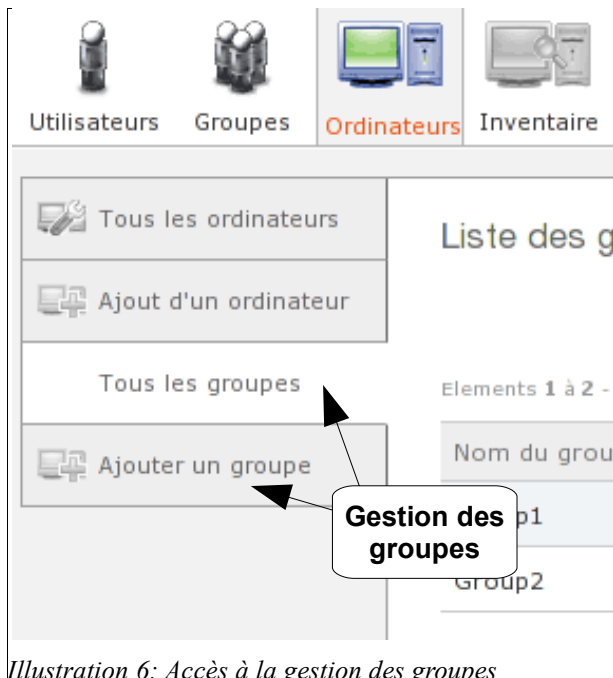 Utilisateurs Groupes Ordinateurs Inventaire
Tous les ordinateurs
Liste des g
Ajout d'un ordinateur
Tous les groupes
Elements 1 à 2 -
Ajouter un groupe
Nom du grou
Gestion des
groupes
p1
Group2
Illustration 6: Accès à la gestion des groupes